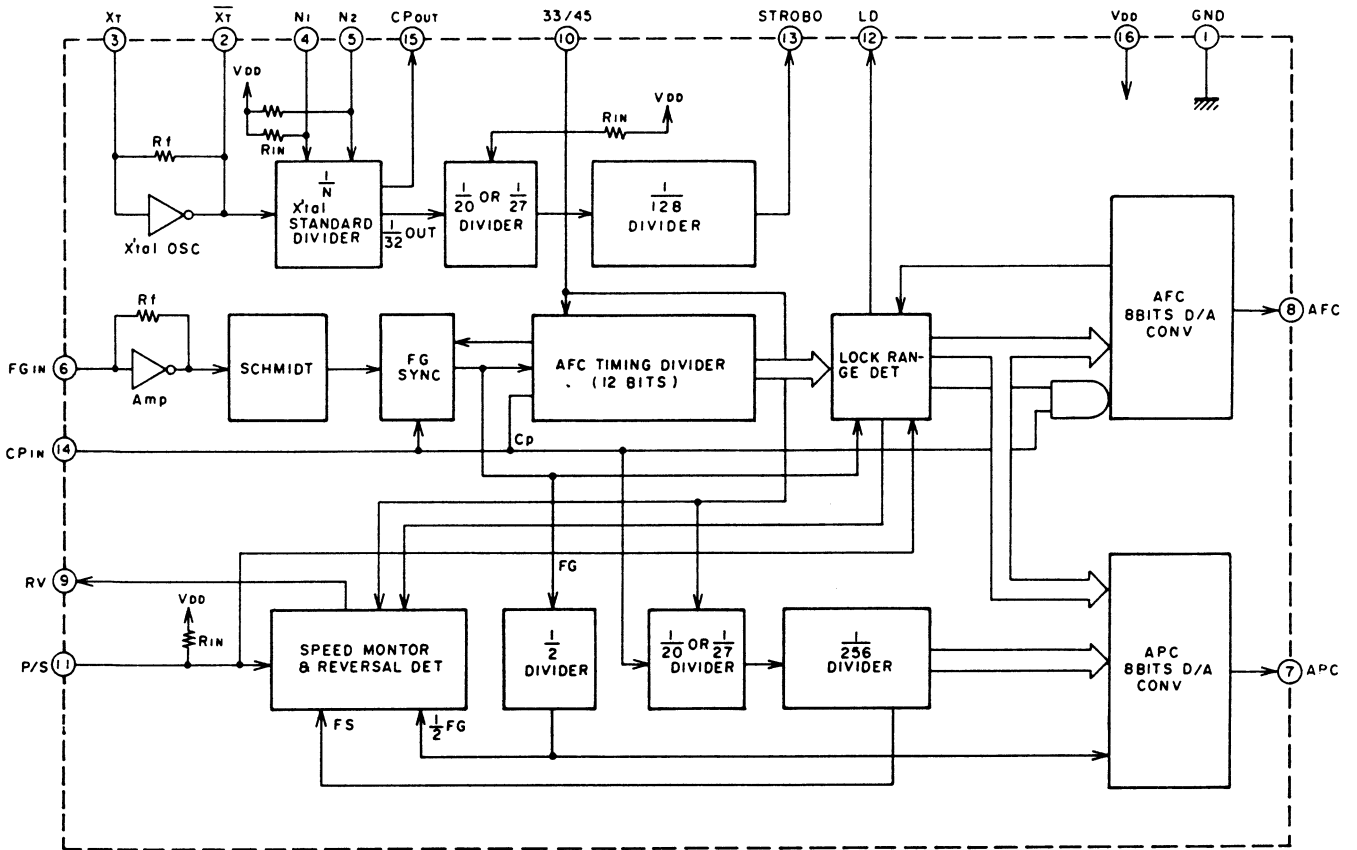 XT
X̅T̅
N1
N2
CPOUT
33/45
STROBO
LD
VDD
GND
3
2
4
5
15
10
13
12
16
1
VDD
RIN
VDD
Rf
RIN
1/N
X'tal
STANDARD
DIVIDER
1/20 OR 1/27
DIVIDER
1/128
DIVIDER
1/32 OUT
X'tal OSC
Rf
AFC
8BITS D/A
CONV
8 AFC
FGIN 6
Amp
SCHMIDT
FG
SYNC
AFC TIMING DIVIDER
(12 BITS)
LOCK RAN-
GE DET
CPIN 14
Cp
FG
RV 9
VDD
RIN
P/S 11
SPEED MONTOR
& REVERSAL DET
1/2
DIVIDER
1/20 OR 1/27
DIVIDER
1/256
DIVIDER
APC
8BITS D/A
CONV
7 APC
FS
1/2 FG